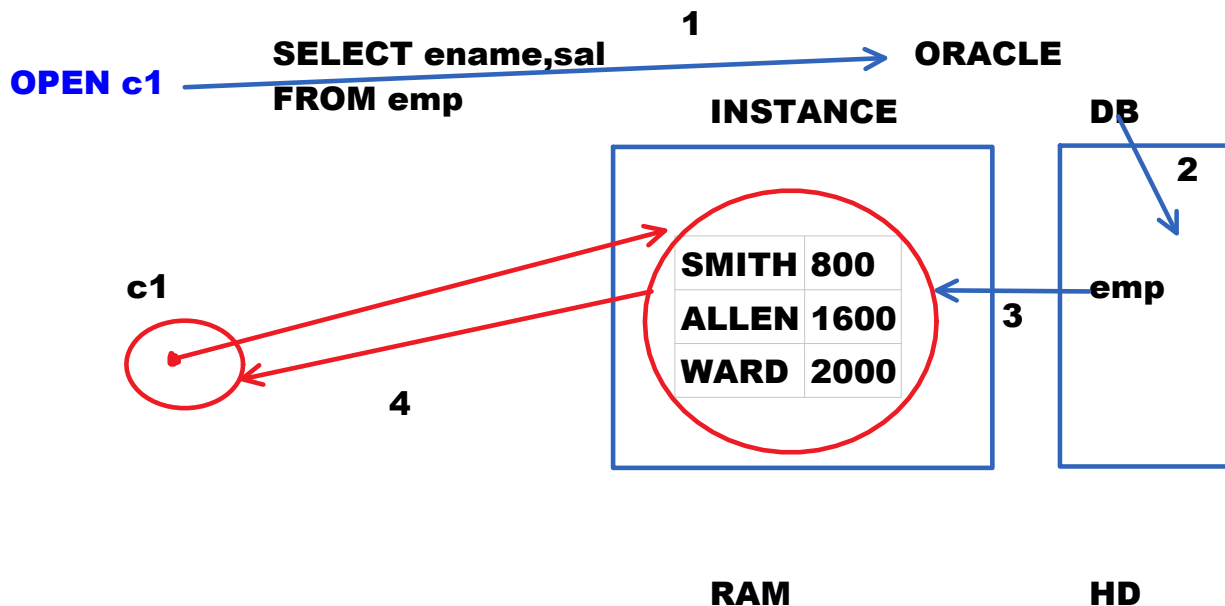 1
SELECT ename,sal
ORACLE
OPEN c1
FROM emp
INSTANCE
DB
2
SMITH 800
c1
emp
ALLEN 1600
3
WARD 2000
4
RAM
HD